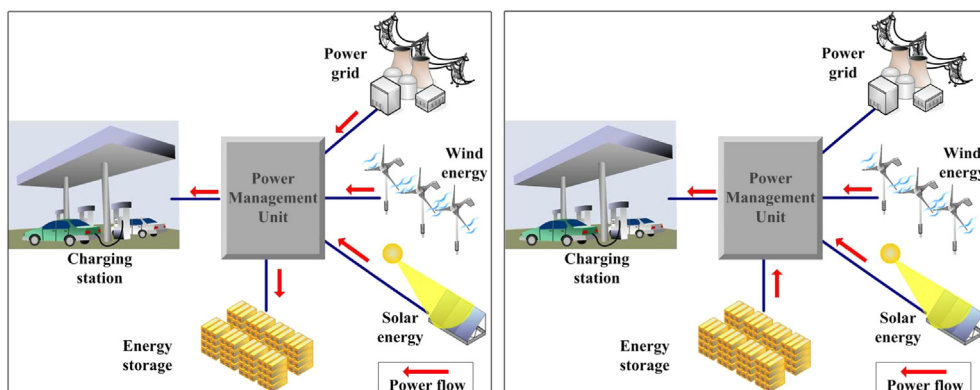 Power
grid
Wind
energy
Power
Management
Unit
Charging
station
Solar
energy
Energy
storage
Power flow
Power
grid
Wind
energy
Power
Management
Unit
Charging
station
Solar
energy
Energy
storage
Power flow